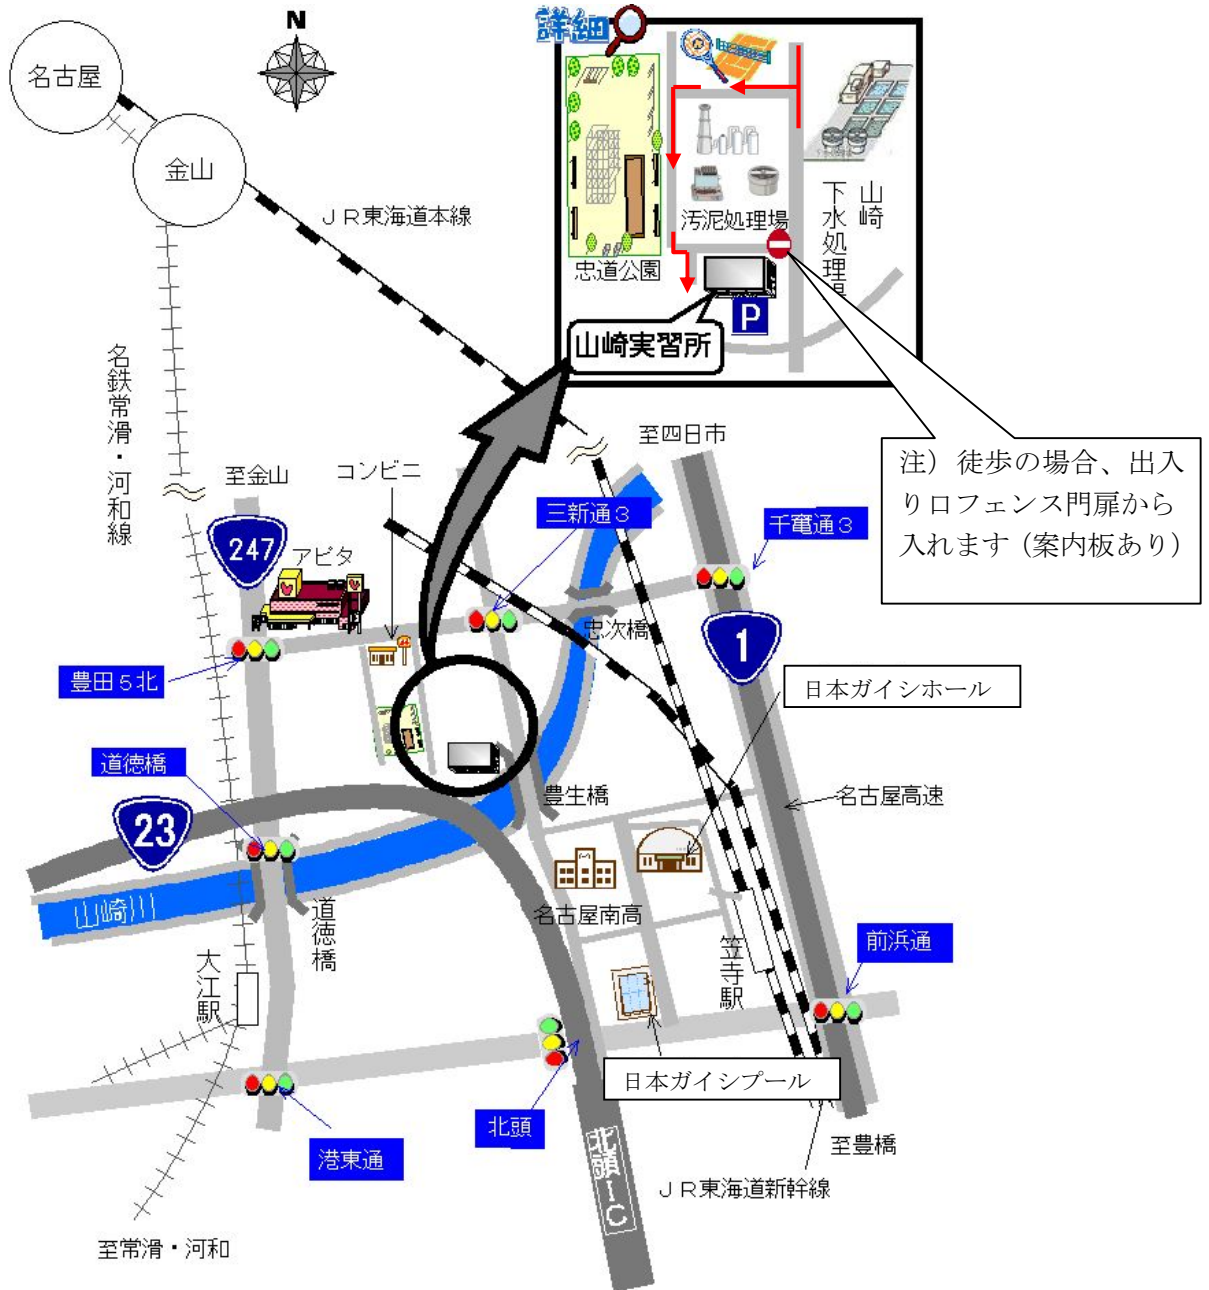 N
詳細
名古屋
金山
JR東海道本線
汚泥処理場
忠道公園
山崎
下水処理場
P
山崎実習所
名鉄常滑・河和線
至四日市
注）徒歩の場合、出入
り口フェンス門扉から
入れます（案内板あり）
至金山
コンビニ
三新通3
千竃通3
247
アピタ
忠次橋
1
豊田5北
日本ガイシホール
道徳橋
豊生橋
名古屋高速
23
山崎川
道徳橋
名古屋南高
笠寺駅
前浜通
大江駅
日本ガイシプール
北頭
港東通
北頭IC
至豊橋
JR東海道新幹線
至常滑・河和